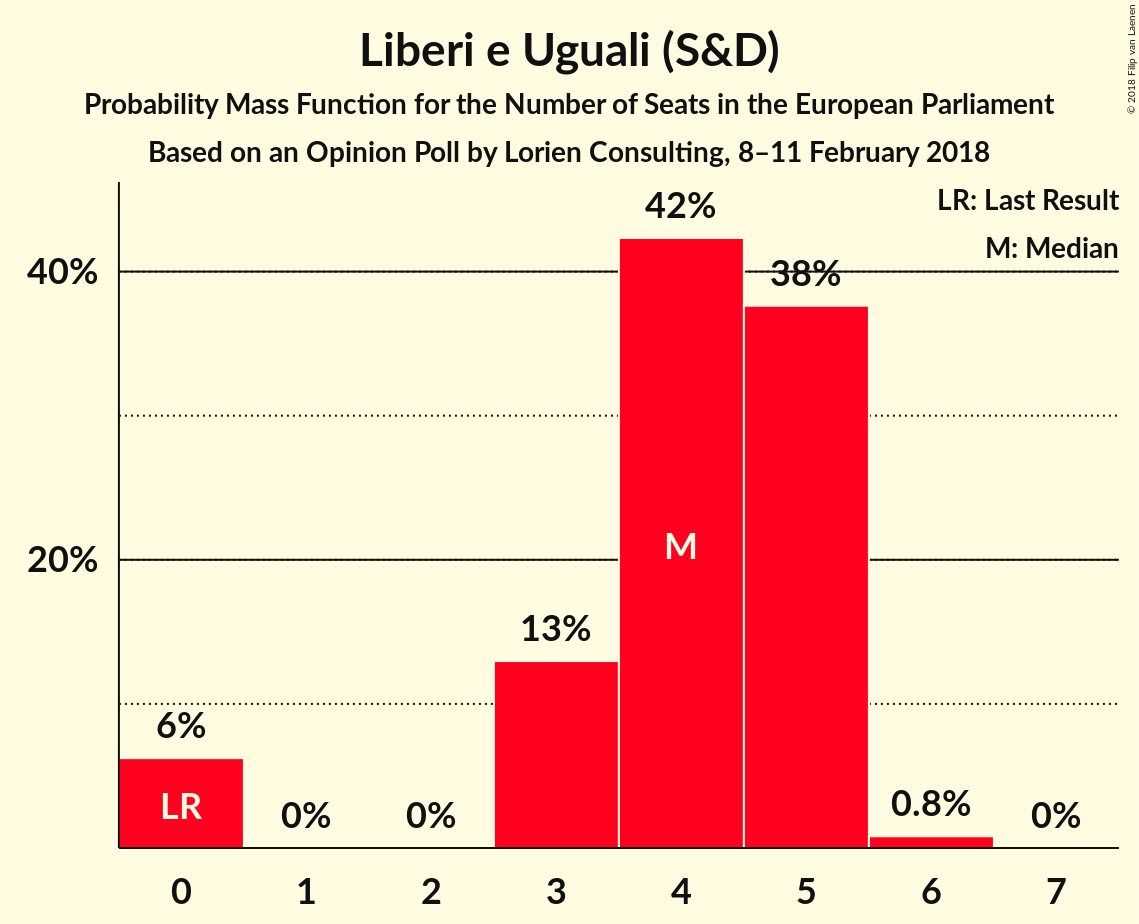 Liberi e Uguali (S&D)
Probability Mass Function for the Number of Seats in the European Parliament
Based on an Opinion Poll by Lorien Consulting, 8–11 February 2018
© 2018 Filip van Laenen
LR: Last Result
M: Median
42%
40%
38%
20%
M
13%
6%
LR
0%
0%
0.8%
0%
0 1 2 3 4 5 6 7